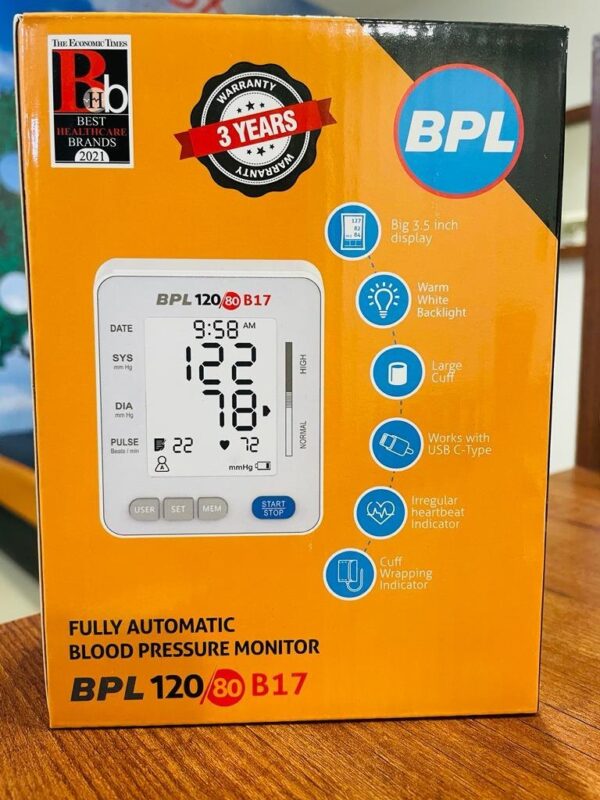 THE ECONOMIC TIMES
BHb
BEST
HEALTHCARE
BRANDS
2021
WARRANTY
3 YEARS
WARRANTY
BPL
127
82
84
Big 3.5 inch
display
Warm
White
Backlight
Large
Cuff
Works with
USB C-Type
Irregular
heartbeat
Indicator
Cuff
Wrapping
Indicator
BPL 120/80 B17
DATE 9:58 AM
SYS 122
mm Hg
HIGH
DIA 78
mm Hg
NORMAL
PULSE 22 72
Beats / min
A mmHg
USER SET MEM START
STOP
FULLY AUTOMATIC
BLOOD PRESSURE MONITOR
BPL 120/80 B17